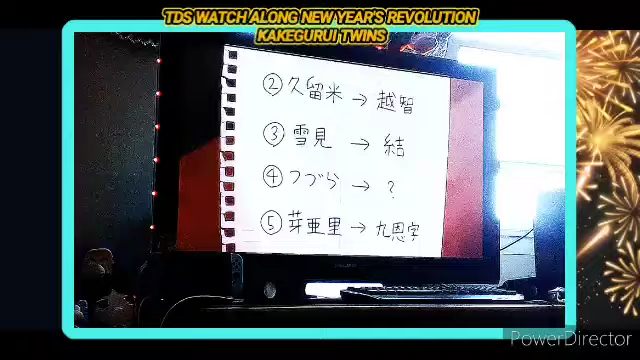 TDS WATCH ALONG NEW YEAR'S REVOLUTION
KAKEGURUI TWINS
②久留米→越智
③雪見→結
④つづら→?
⑤芽亜里→九恩字
PowerDirector